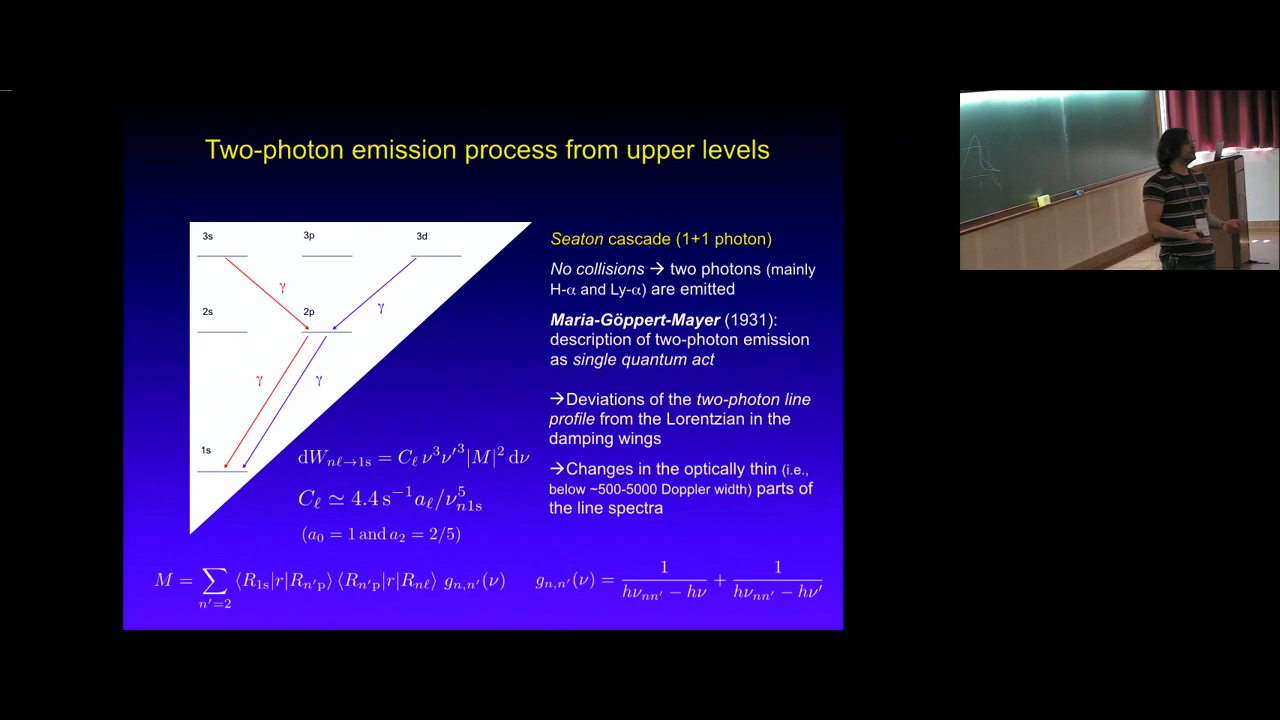 Two-photon emission process from upper levels
3s 3p 3d
γ γ
2s 2p
γ γ
1s
Seaton cascade (1+1 photon)
No collisions → two photons (mainly
H-α and Ly-α) are emitted
Maria-Göppert-Mayer (1931):
description of two-photon emission
as single quantum act
→Deviations of the two-photon line
profile from the Lorentzian in the
damping wings
→Changes in the optically thin (i.e.,
below ~500-5000 Doppler width) parts of
the line spectra
dW_{nℓ→1s} = C_ℓ ν³ν′³|M|² dν
C_ℓ ≃ 4.4 s⁻¹ a_ℓ/ν⁵_{n1s}
(a₀ = 1 and a₂ = 2/5)
M = ∑_{n′=2} ⟨R_{1s}|r|R_{n′p}⟩ ⟨R_{n′p}|r|R_{nℓ}⟩ g_{n,n′}(ν)
g_{n,n′}(ν) = 1/(hν_{nn′} − hν) + 1/(hν_{nn′} − hν′)